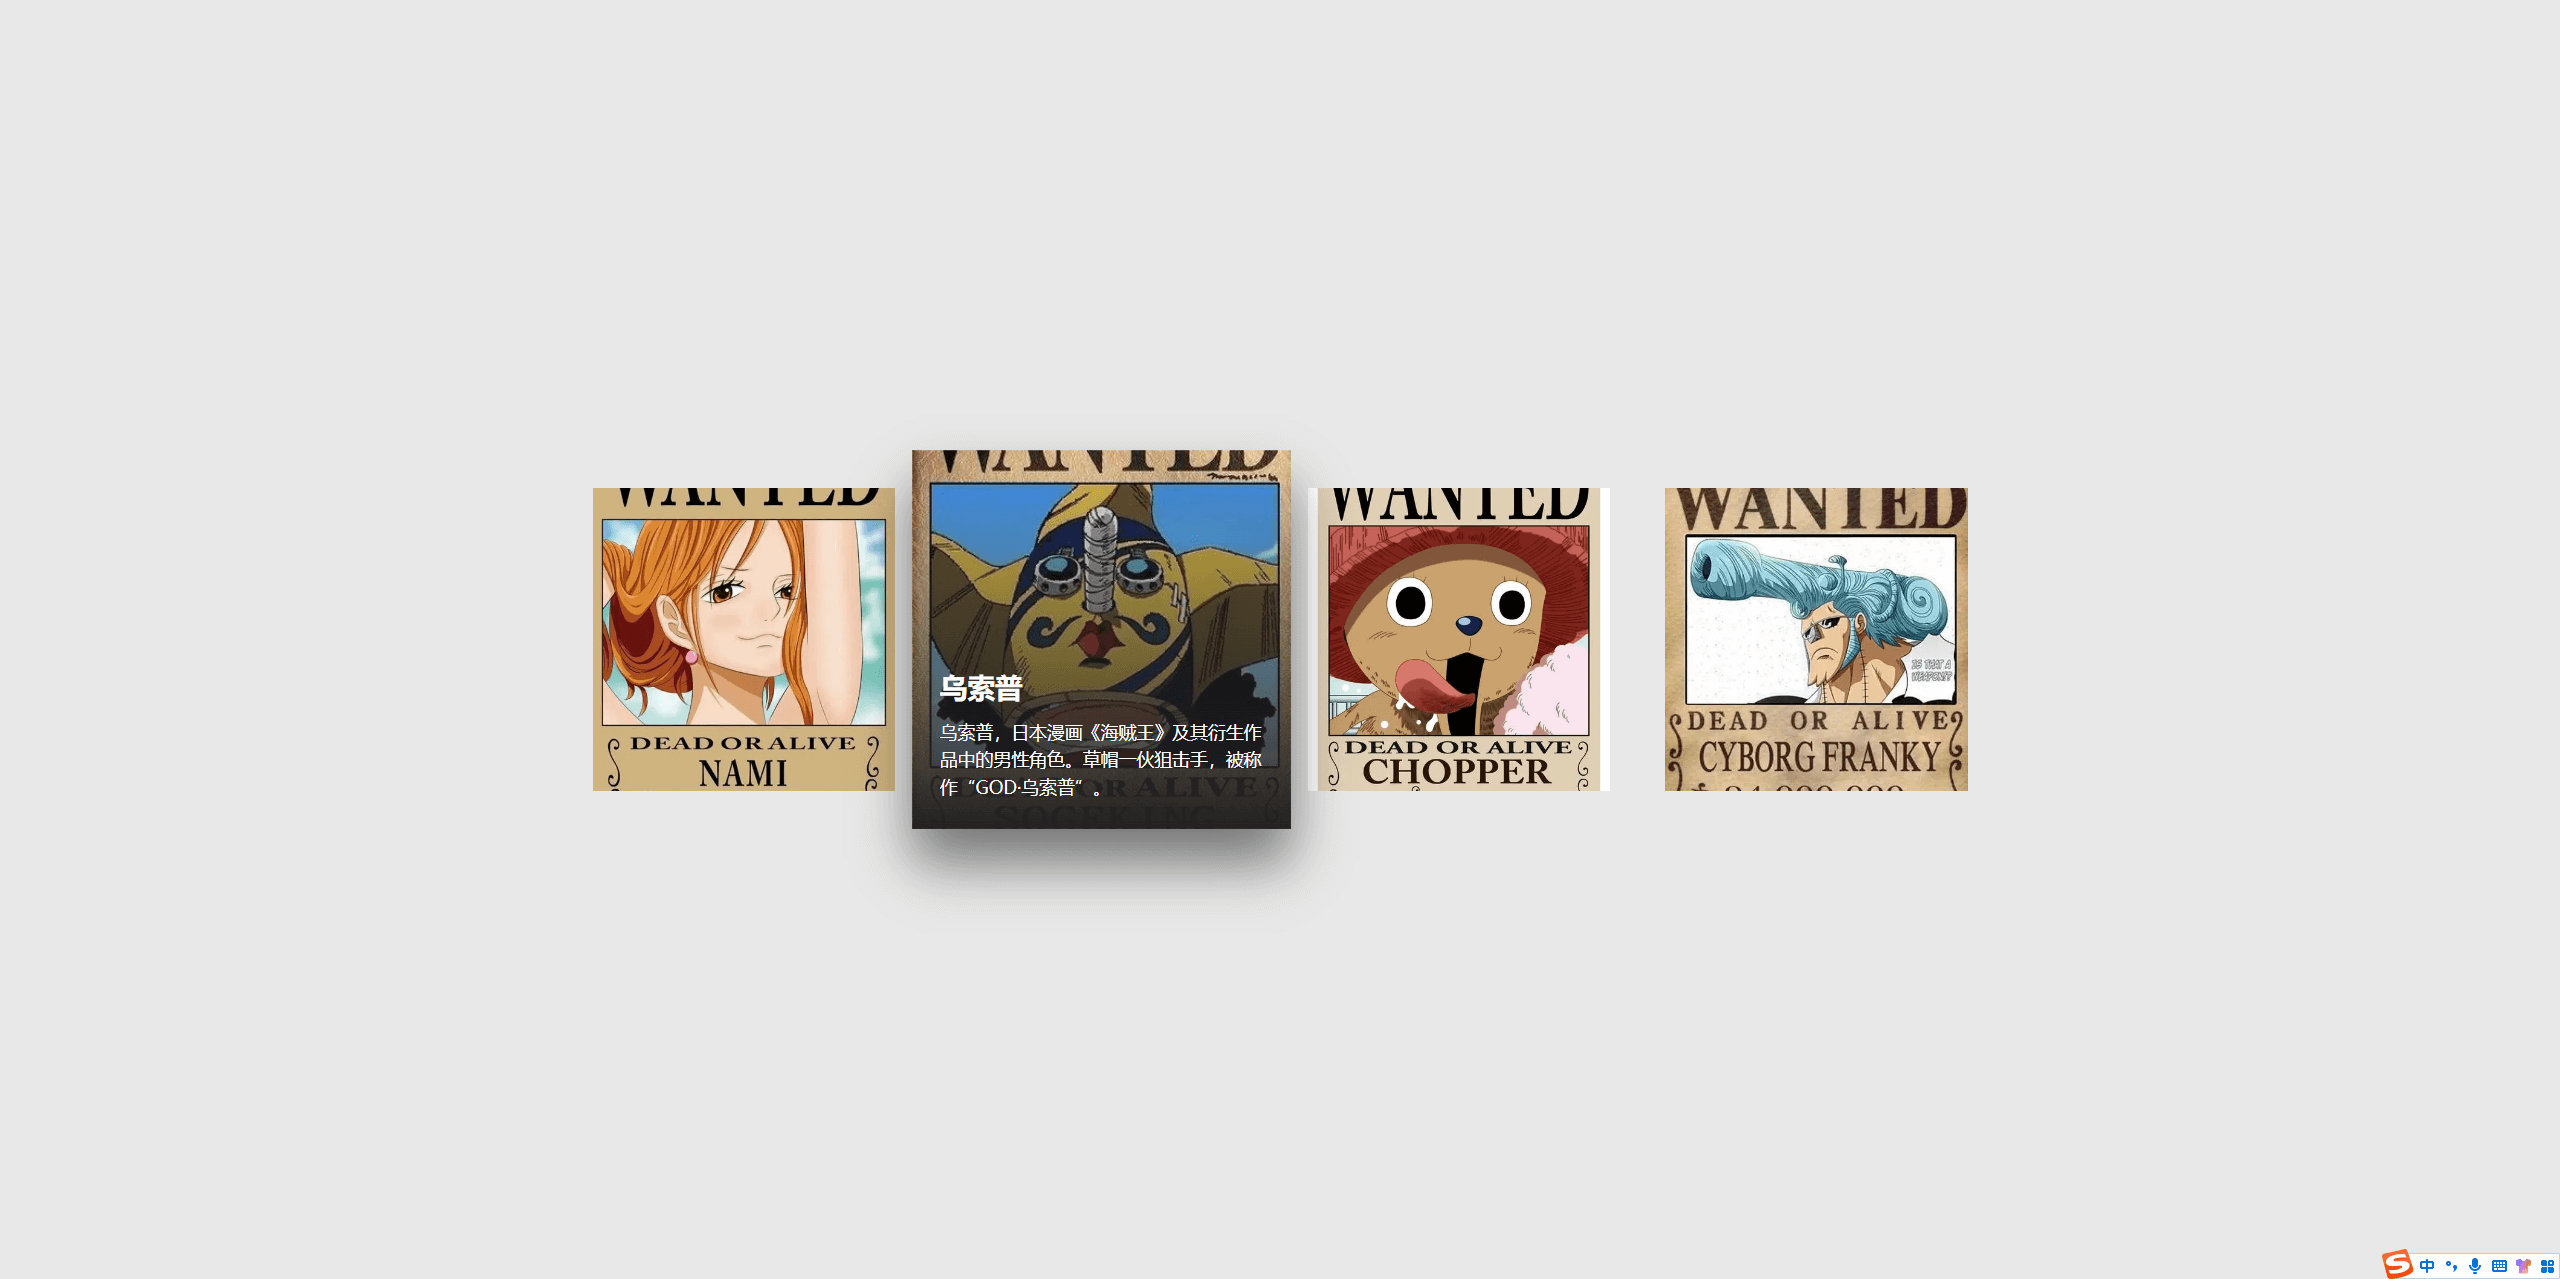 WANTED
DEAD OR ALIVE
NAMI
WANTED
乌索普
乌索普，日本漫画《海贼王》及其衍生作
品中的男性角色。草帽一伙狙击手，被称
作“GOD·乌索普”。
DEAD OR ALIVE
SOGEKING
WANTED
DEAD OR ALIVE
CHOPPER
WANTED
IS THAT A
WEAPON!?
DEAD OR ALIVE
CYBORG FRANKY
中